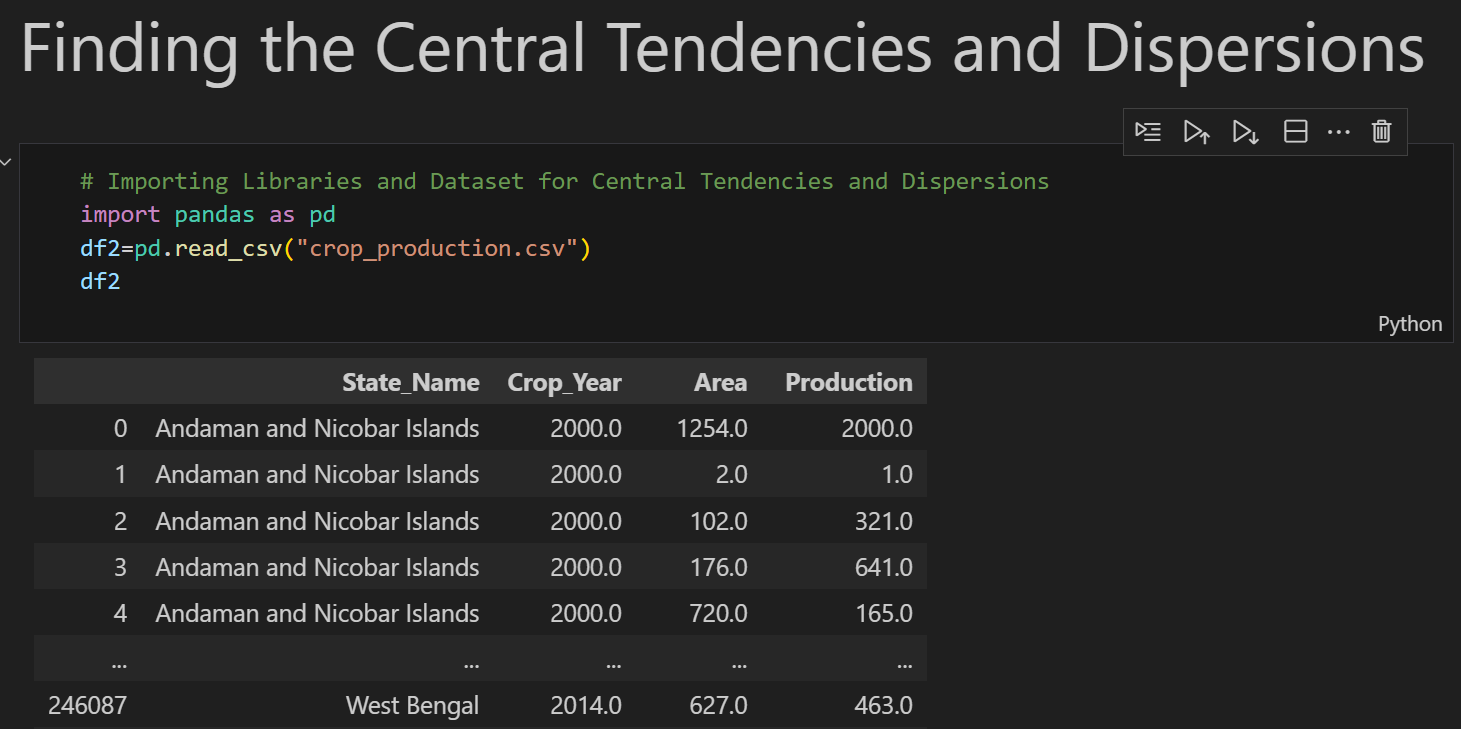 Finding the Central Tendencies and Dispersions
# Importing Libraries and Dataset for Central Tendencies and Dispersions
import pandas as pd
df2=pd.read_csv("crop_production.csv")
df2
Python
State_Name Crop_Year Area Production
0 Andaman and Nicobar Islands 2000.0 1254.0 2000.0
1 Andaman and Nicobar Islands 2000.0 2.0 1.0
2 Andaman and Nicobar Islands 2000.0 102.0 321.0
3 Andaman and Nicobar Islands 2000.0 176.0 641.0
4 Andaman and Nicobar Islands 2000.0 720.0 165.0
... ... ... ... ...
246087 West Bengal 2014.0 627.0 463.0